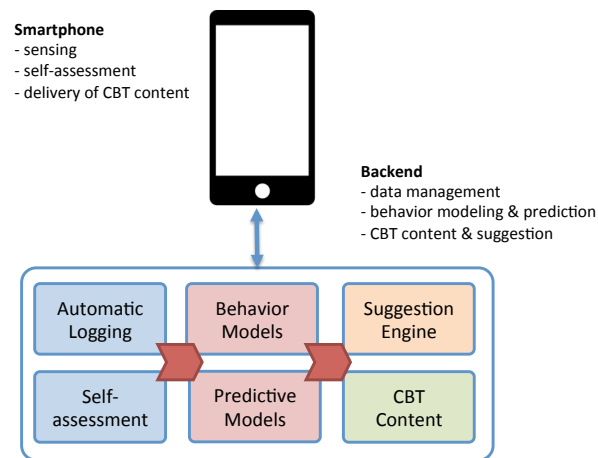 Smartphone
- sensing
- self-assessment
- delivery of CBT content
Backend
- data management
- behavior modeling & prediction
- CBT content & suggestion
Automatic
Logging
Behavior
Models
Suggestion
Engine
Self-
assessment
Predictive
Models
CBT
Content